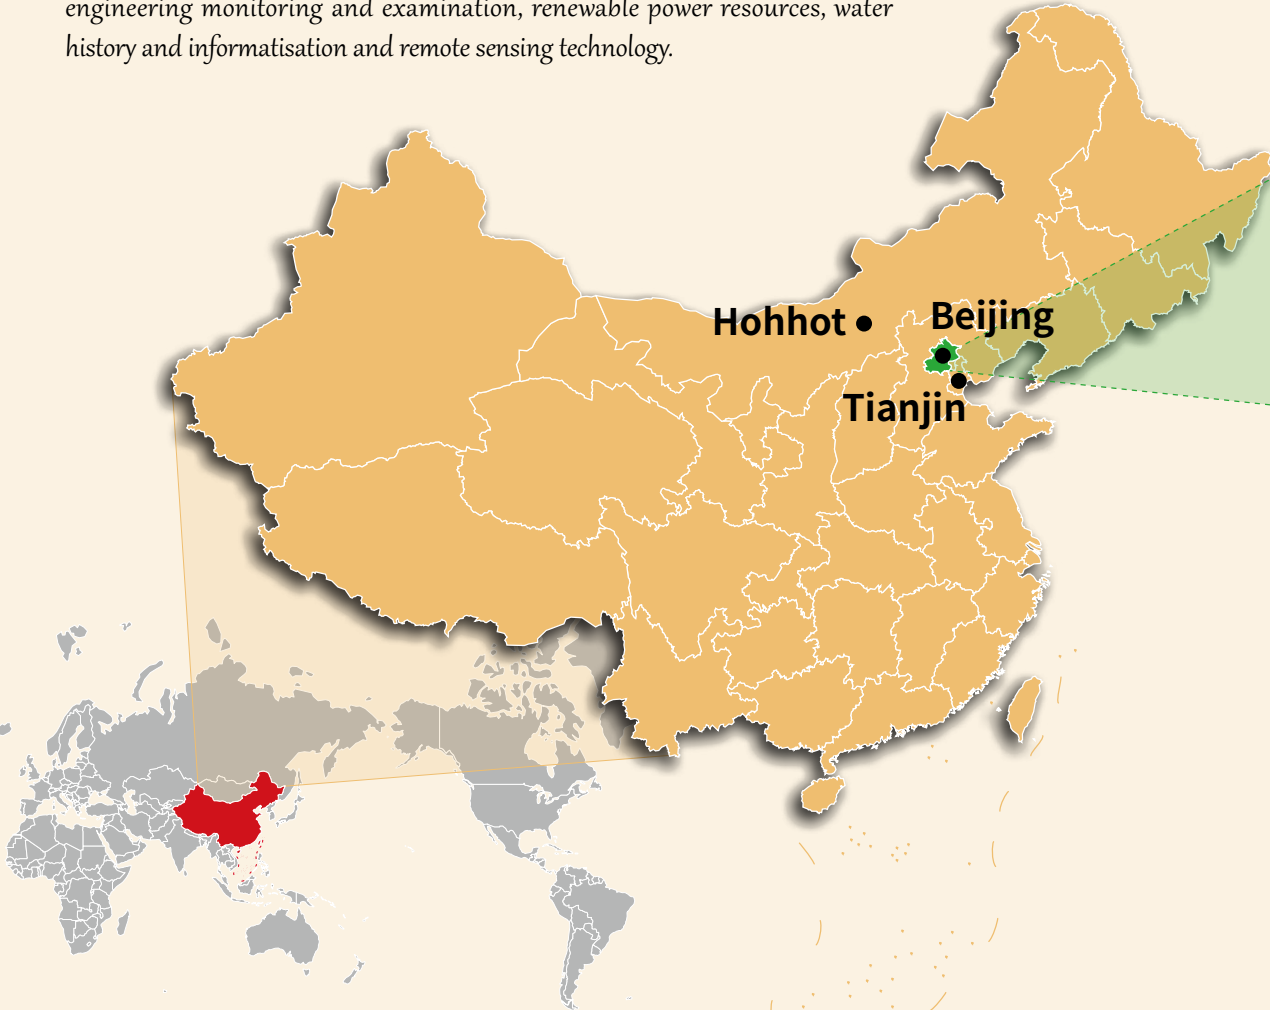 engineering monitoring and examination, renewable power resources, water
history and informatisation and remote sensing technology.
Hohhot
Beijing
Tianjin